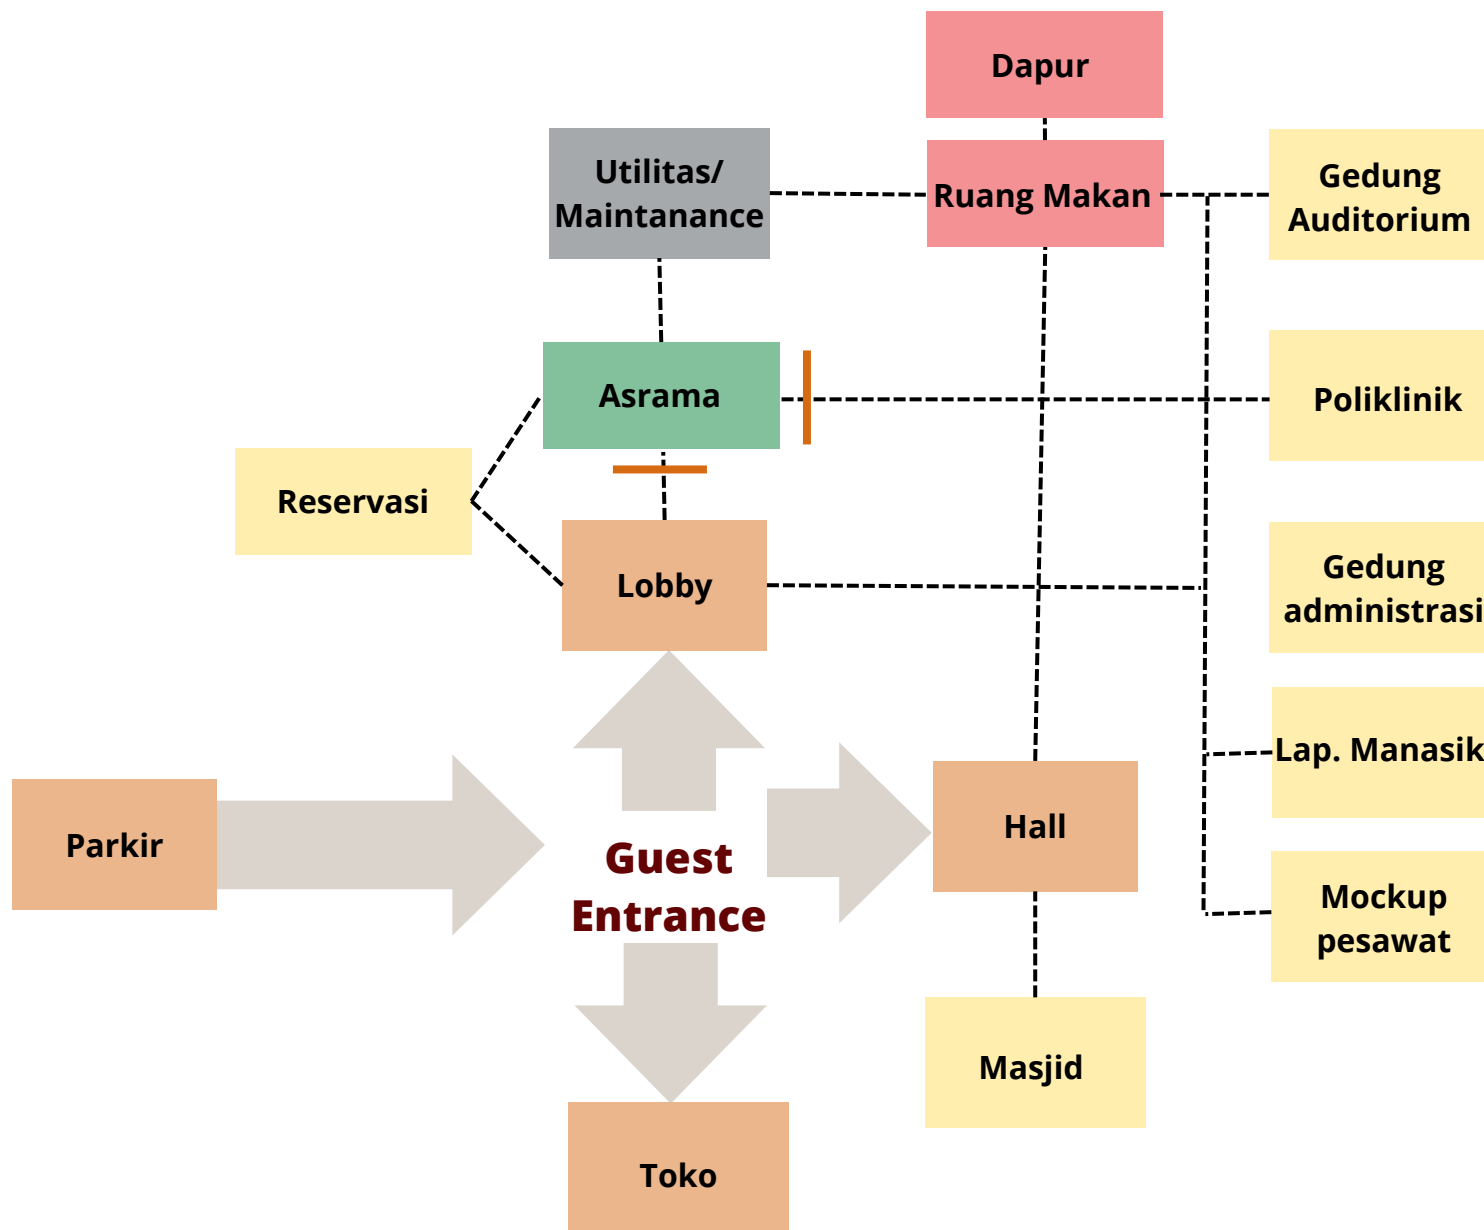 Dapur
Utilitas/
Maintanance
Ruang Makan
Gedung
Auditorium
Asrama
Poliklinik
Reservasi
Lobby
Gedung
administrasi
Lap. Manasik
Parkir
Guest
Entrance
Hall
Mockup
pesawat
Masjid
Toko